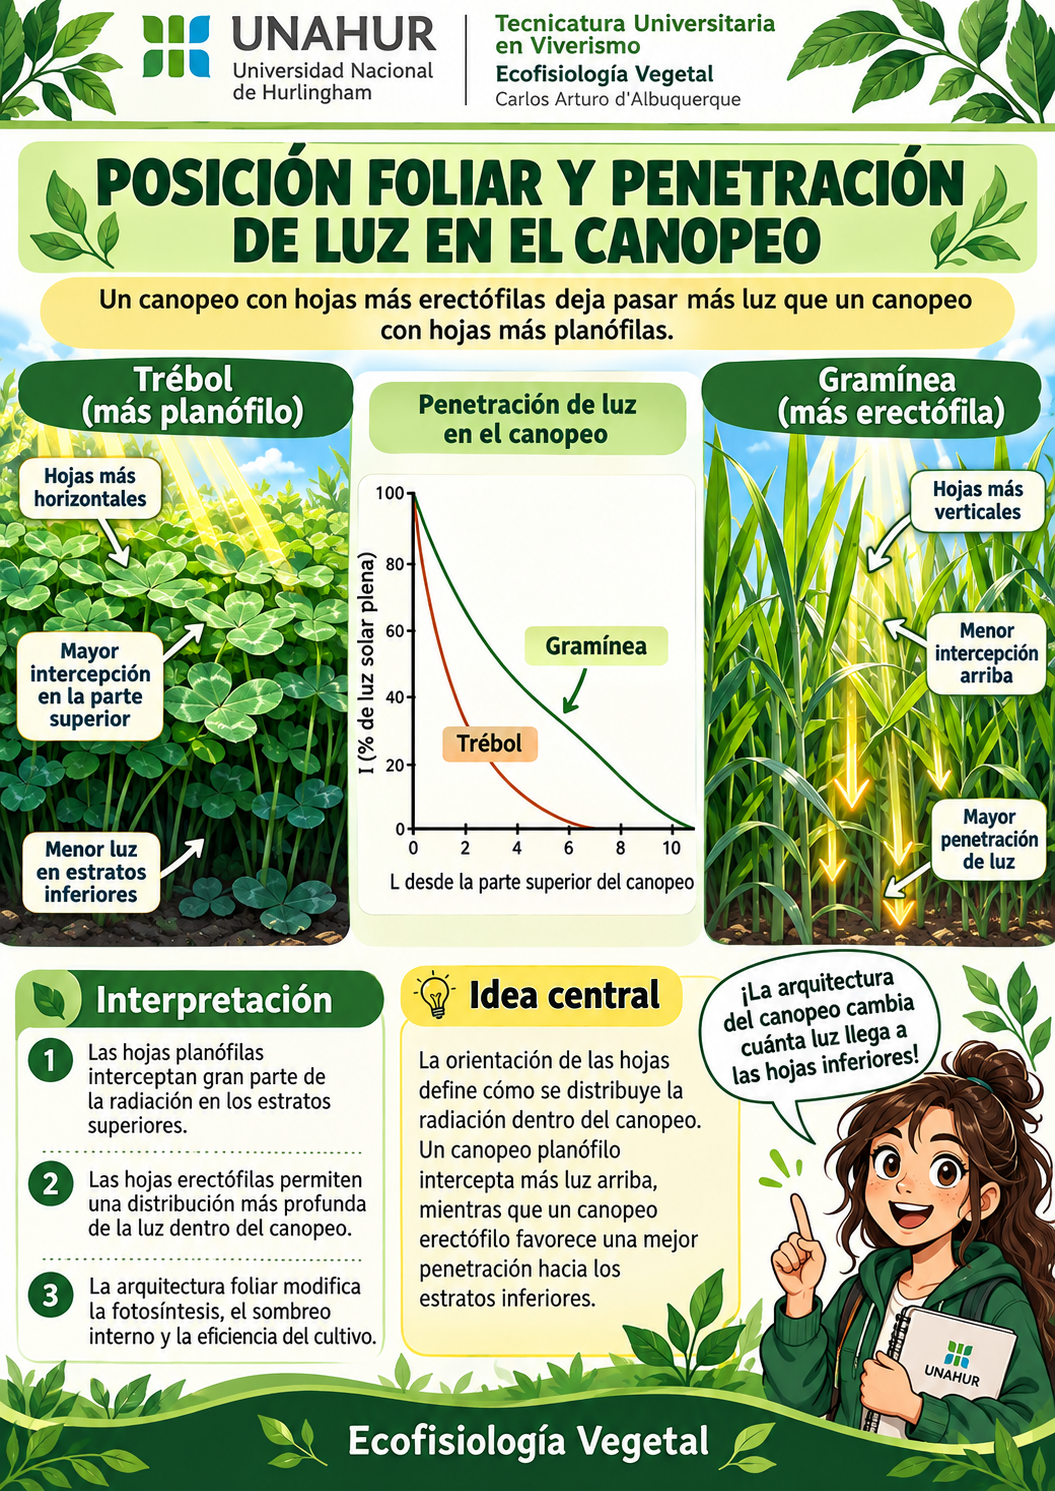 UNAHUR
Universidad Nacional
de Hurlingham
Tecnicatura Universitaria
en Viverismo
Ecofisiología Vegetal
Carlos Arturo d'Albuquerque
POSICIÓN FOLIAR Y PENETRACIÓN
DE LUZ EN EL CANOPEO
Un canopeo con hojas más erectófilas deja pasar más luz que un canopeo
con hojas más planófilas.
Trébol
(más planófilo)
Hojas más
horizontales
Mayor
intercepción
en la parte
superior
Menor luz
en estratos
inferiores
Penetración de luz
en el canopeo
I (% de luz solar plena)
100
80
60
40
20
0
Gramínea
Trébol
0 2 4 6 8 10
L desde la parte superior del canopeo
Gramínea
(más erectófila)
Hojas más
verticales
Menor
intercepción
arriba
Mayor
penetración
de luz
Interpretación
1 Las hojas planófilas
interceptan gran parte de
la radiación en los estratos
superiores.
2 Las hojas erectófilas permiten
una distribución más profunda
de la luz dentro del canopeo.
3 La arquitectura foliar modifica
la fotosíntesis, el sombreo
interno y la eficiencia del cultivo.
Idea central
La orientación de las hojas
define cómo se distribuye la
radiación dentro del canopeo.
Un canopeo planófilo
intercepta más luz arriba,
mientras que un canopeo
erectófilo favorece una mejor
penetración hacia los
estratos inferiores.
¡La arquitectura
del canopeo cambia
cuánta luz llega a
las hojas inferiores!
UNAHUR
Ecofisiología Vegetal